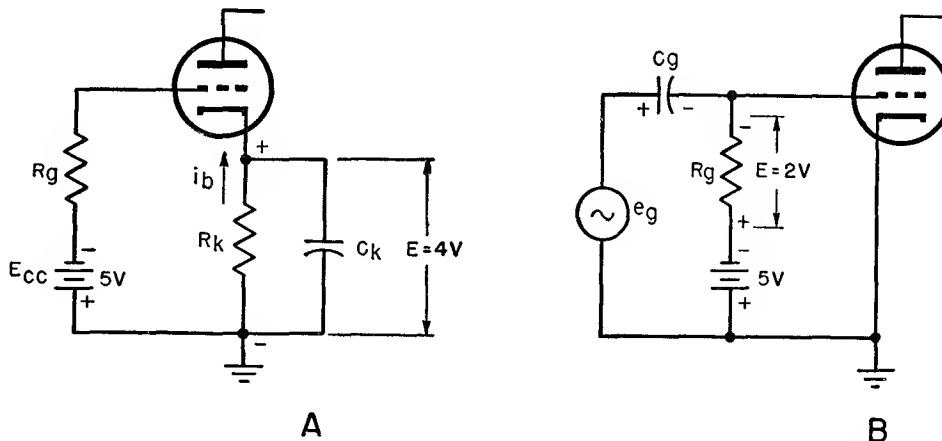 Rg
ib
+
Rk
Ck
E=4V
Ecc
-
5V
+
-
A
Cg
+
-
eg
-
Rg
E=2V
+
-
5V
+
B